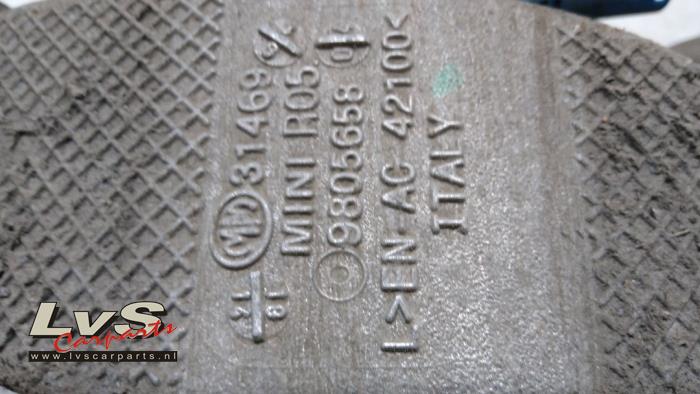 31469
MINI R05
9805658
L>EN-AC 42100<
ITALY
LvS
Carparts
www.lvscarparts.nl